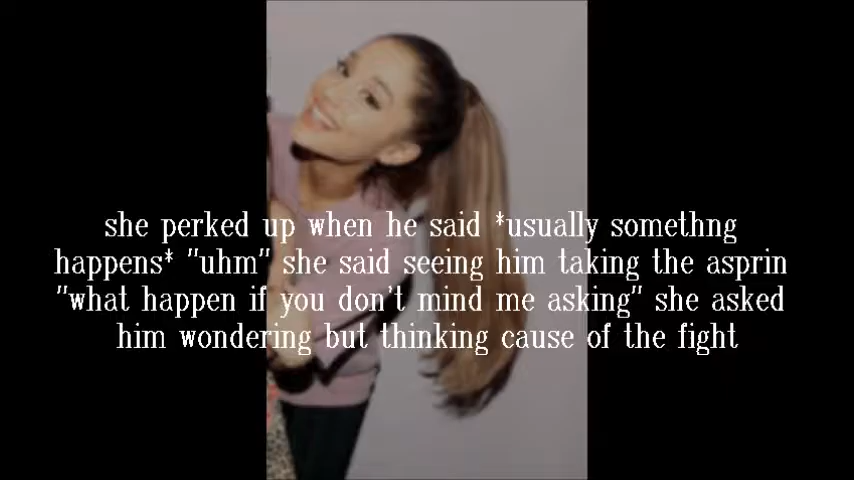 she perked up when he said *usually somethng
happens* "uhm" she said seeing him taking the asprin
"what happen if you don't mind me asking" she asked
him wondering but thinking cause of the fight